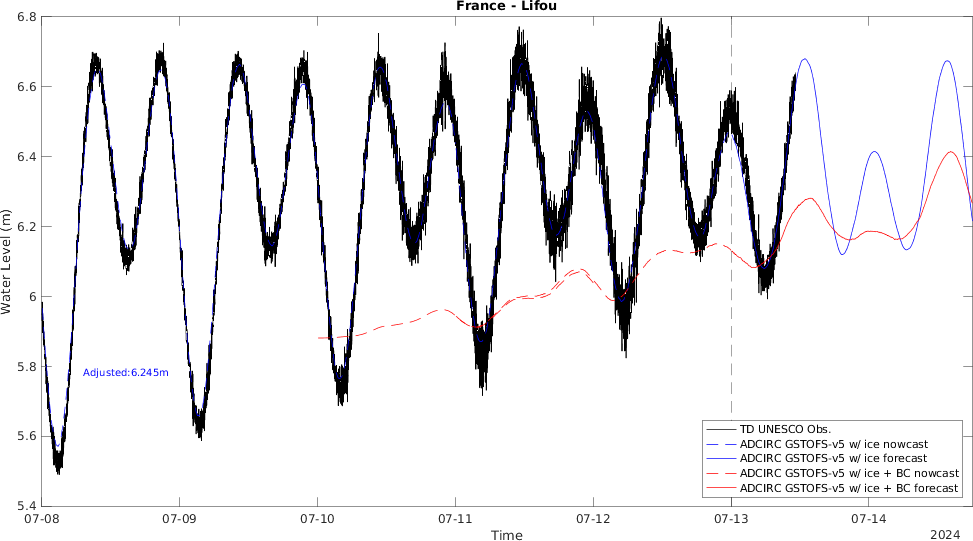 France - Lifou
Water Level (m)
6.8
6.6
6.4
6.2
6
5.8
5.6
5.4
Adjusted:6.245m
TD UNESCO Obs.
ADCIRC GSTOFS-v5 w/ ice nowcast
ADCIRC GSTOFS-v5 w/ ice forecast
ADCIRC GSTOFS-v5 w/ ice + BC nowcast
ADCIRC GSTOFS-v5 w/ ice + BC forecast
07-08 07-09 07-10 07-11 07-12 07-13 07-14
Time
2024